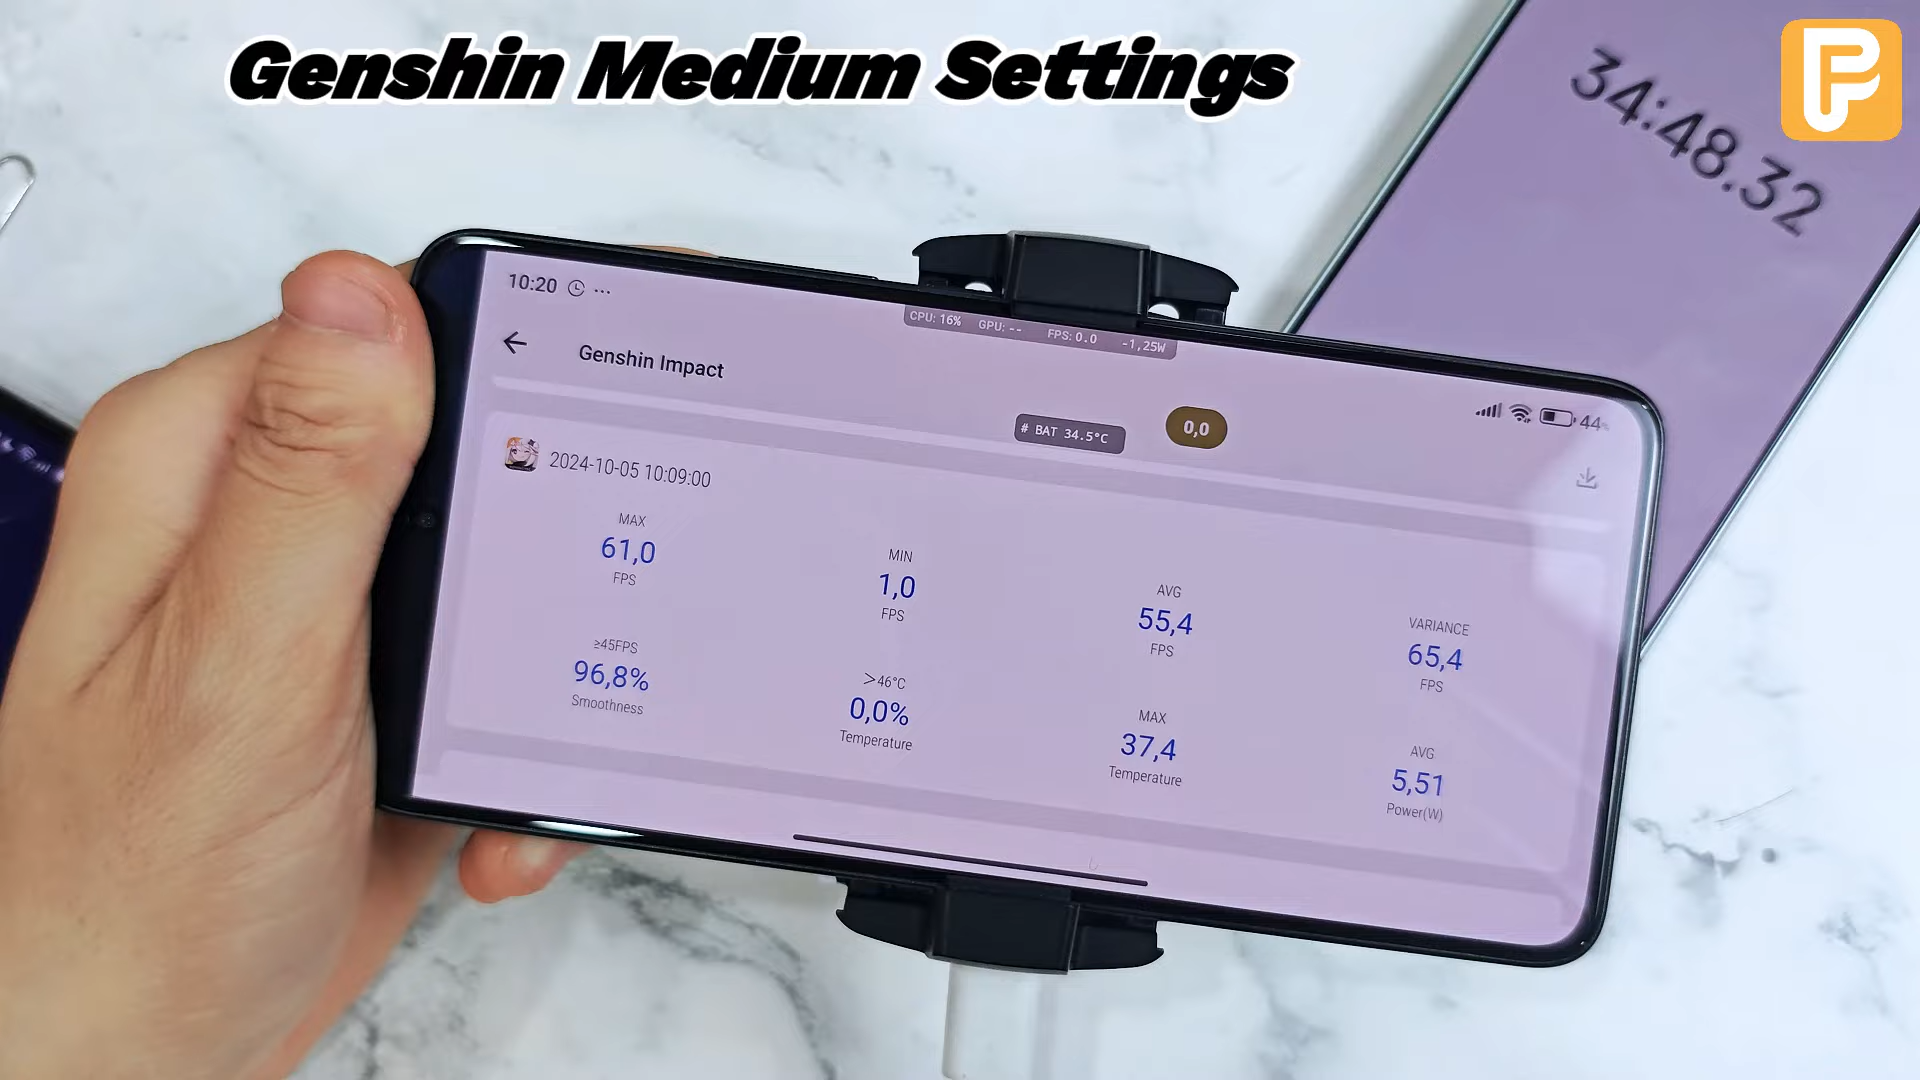 Genshin Medium Settings
34:48.32
10:20
CPU: 16% GPU: -- FPS: 0.0 -1,25W
Genshin Impact
44
# BAT 34.5°C
0,0
2024-10-05 10:09:00
MAX
61,0
FPS
MIN
1,0
FPS
AVG
55,4
FPS
VARIANCE
65,4
FPS
≥45FPS
96,8%
Smoothness
>46°C
0,0%
Temperature
MAX
37,4
Temperature
AVG
5,51
Power(W)